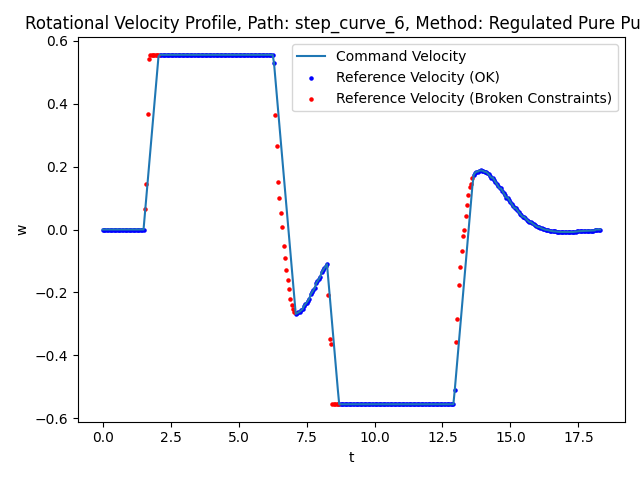 Rotational Velocity Profile, Path: step_curve_6, Method: Regulated Pure Pu
Command Velocity
Reference Velocity (OK)
Reference Velocity (Broken Constraints)
w
0.6
0.4
0.2
0.0
−0.2
−0.4
−0.6
0.0 2.5 5.0 7.5 10.0 12.5 15.0 17.5
t